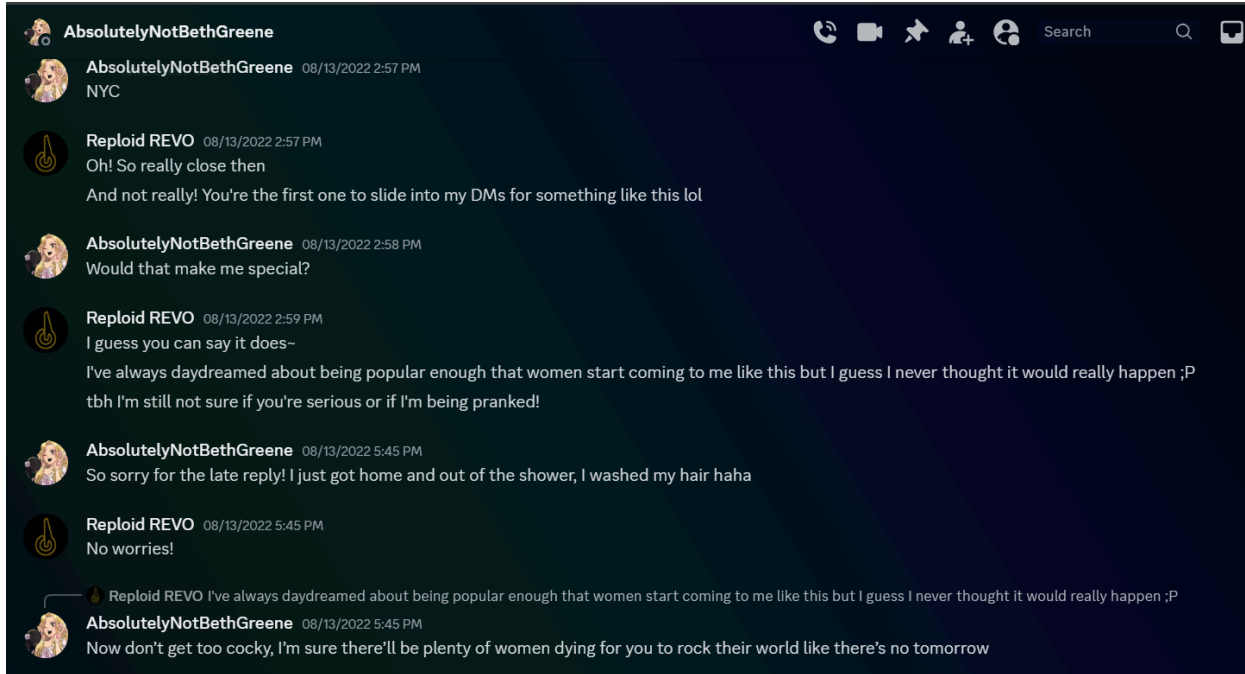 AbsolutelyNotBethGreene
Search
AbsolutelyNotBethGreene 08/13/2022 2:57 PM
NYC
Reploid REVO 08/13/2022 2:57 PM
Oh! So really close then
And not really! You're the first one to slide into my DMs for something like this lol
AbsolutelyNotBethGreene 08/13/2022 2:58 PM
Would that make me special?
Reploid REVO 08/13/2022 2:59 PM
I guess you can say it does~
I've always daydreamed about being popular enough that women start coming to me like this but I guess I never thought it would really happen ;P
tbh I'm still not sure if you're serious or if I'm being pranked!
AbsolutelyNotBethGreene 08/13/2022 5:45 PM
So sorry for the late reply! I just got home and out of the shower, I washed my hair haha
Reploid REVO 08/13/2022 5:45 PM
No worries!
Reploid REVO I've always daydreamed about being popular enough that women start coming to me like this but I guess I never thought it would really happen ;P
AbsolutelyNotBethGreene 08/13/2022 5:45 PM
Now don’t get too cocky, I’m sure there’ll be plenty of women dying for you to rock their world like there’s no tomorrow